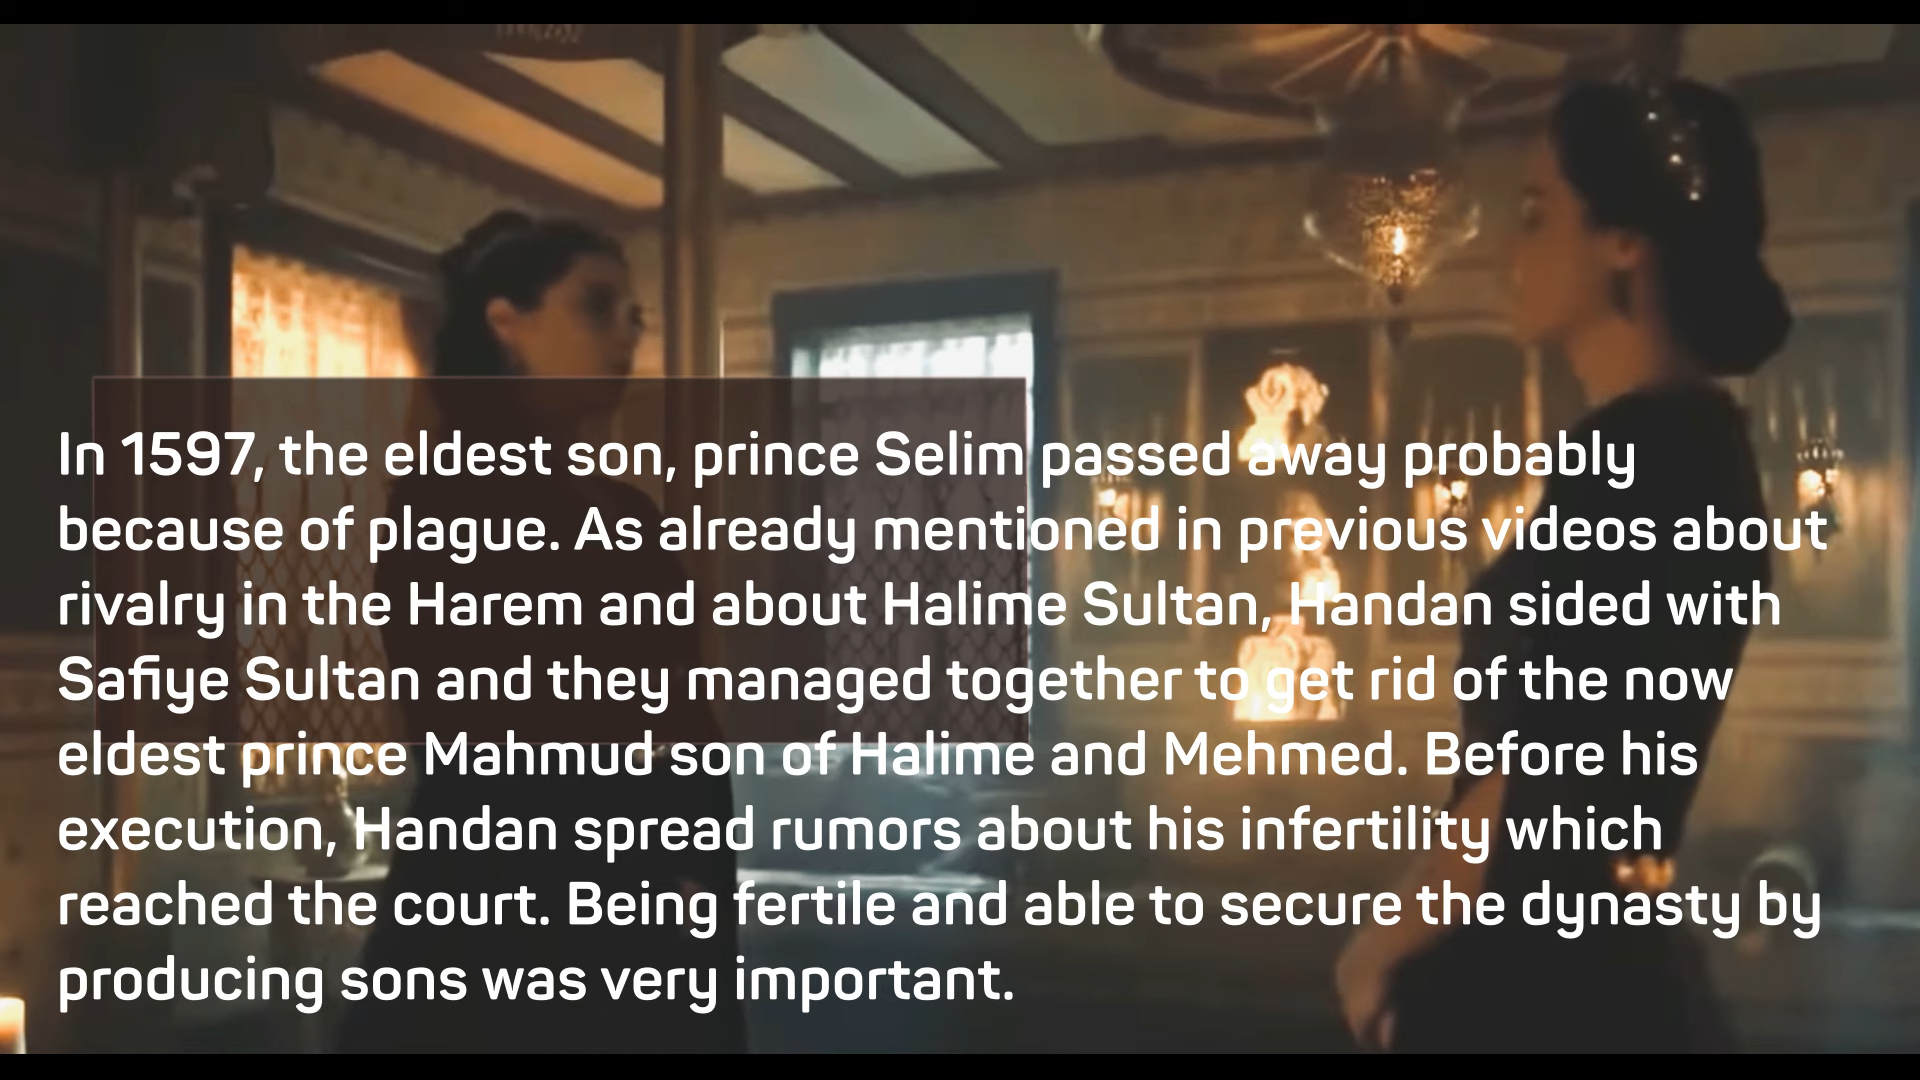 In 1597, the eldest son, prince Selim passed away probably
because of plague. As already mentioned in previous videos about
rivalry in the Harem and about Halime Sultan, Handan sided with
Safiye Sultan and they managed together to get rid of the now
eldest prince Mahmud son of Halime and Mehmed. Before his
execution, Handan spread rumors about his infertility which
reached the court. Being fertile and able to secure the dynasty by
producing sons was very important.